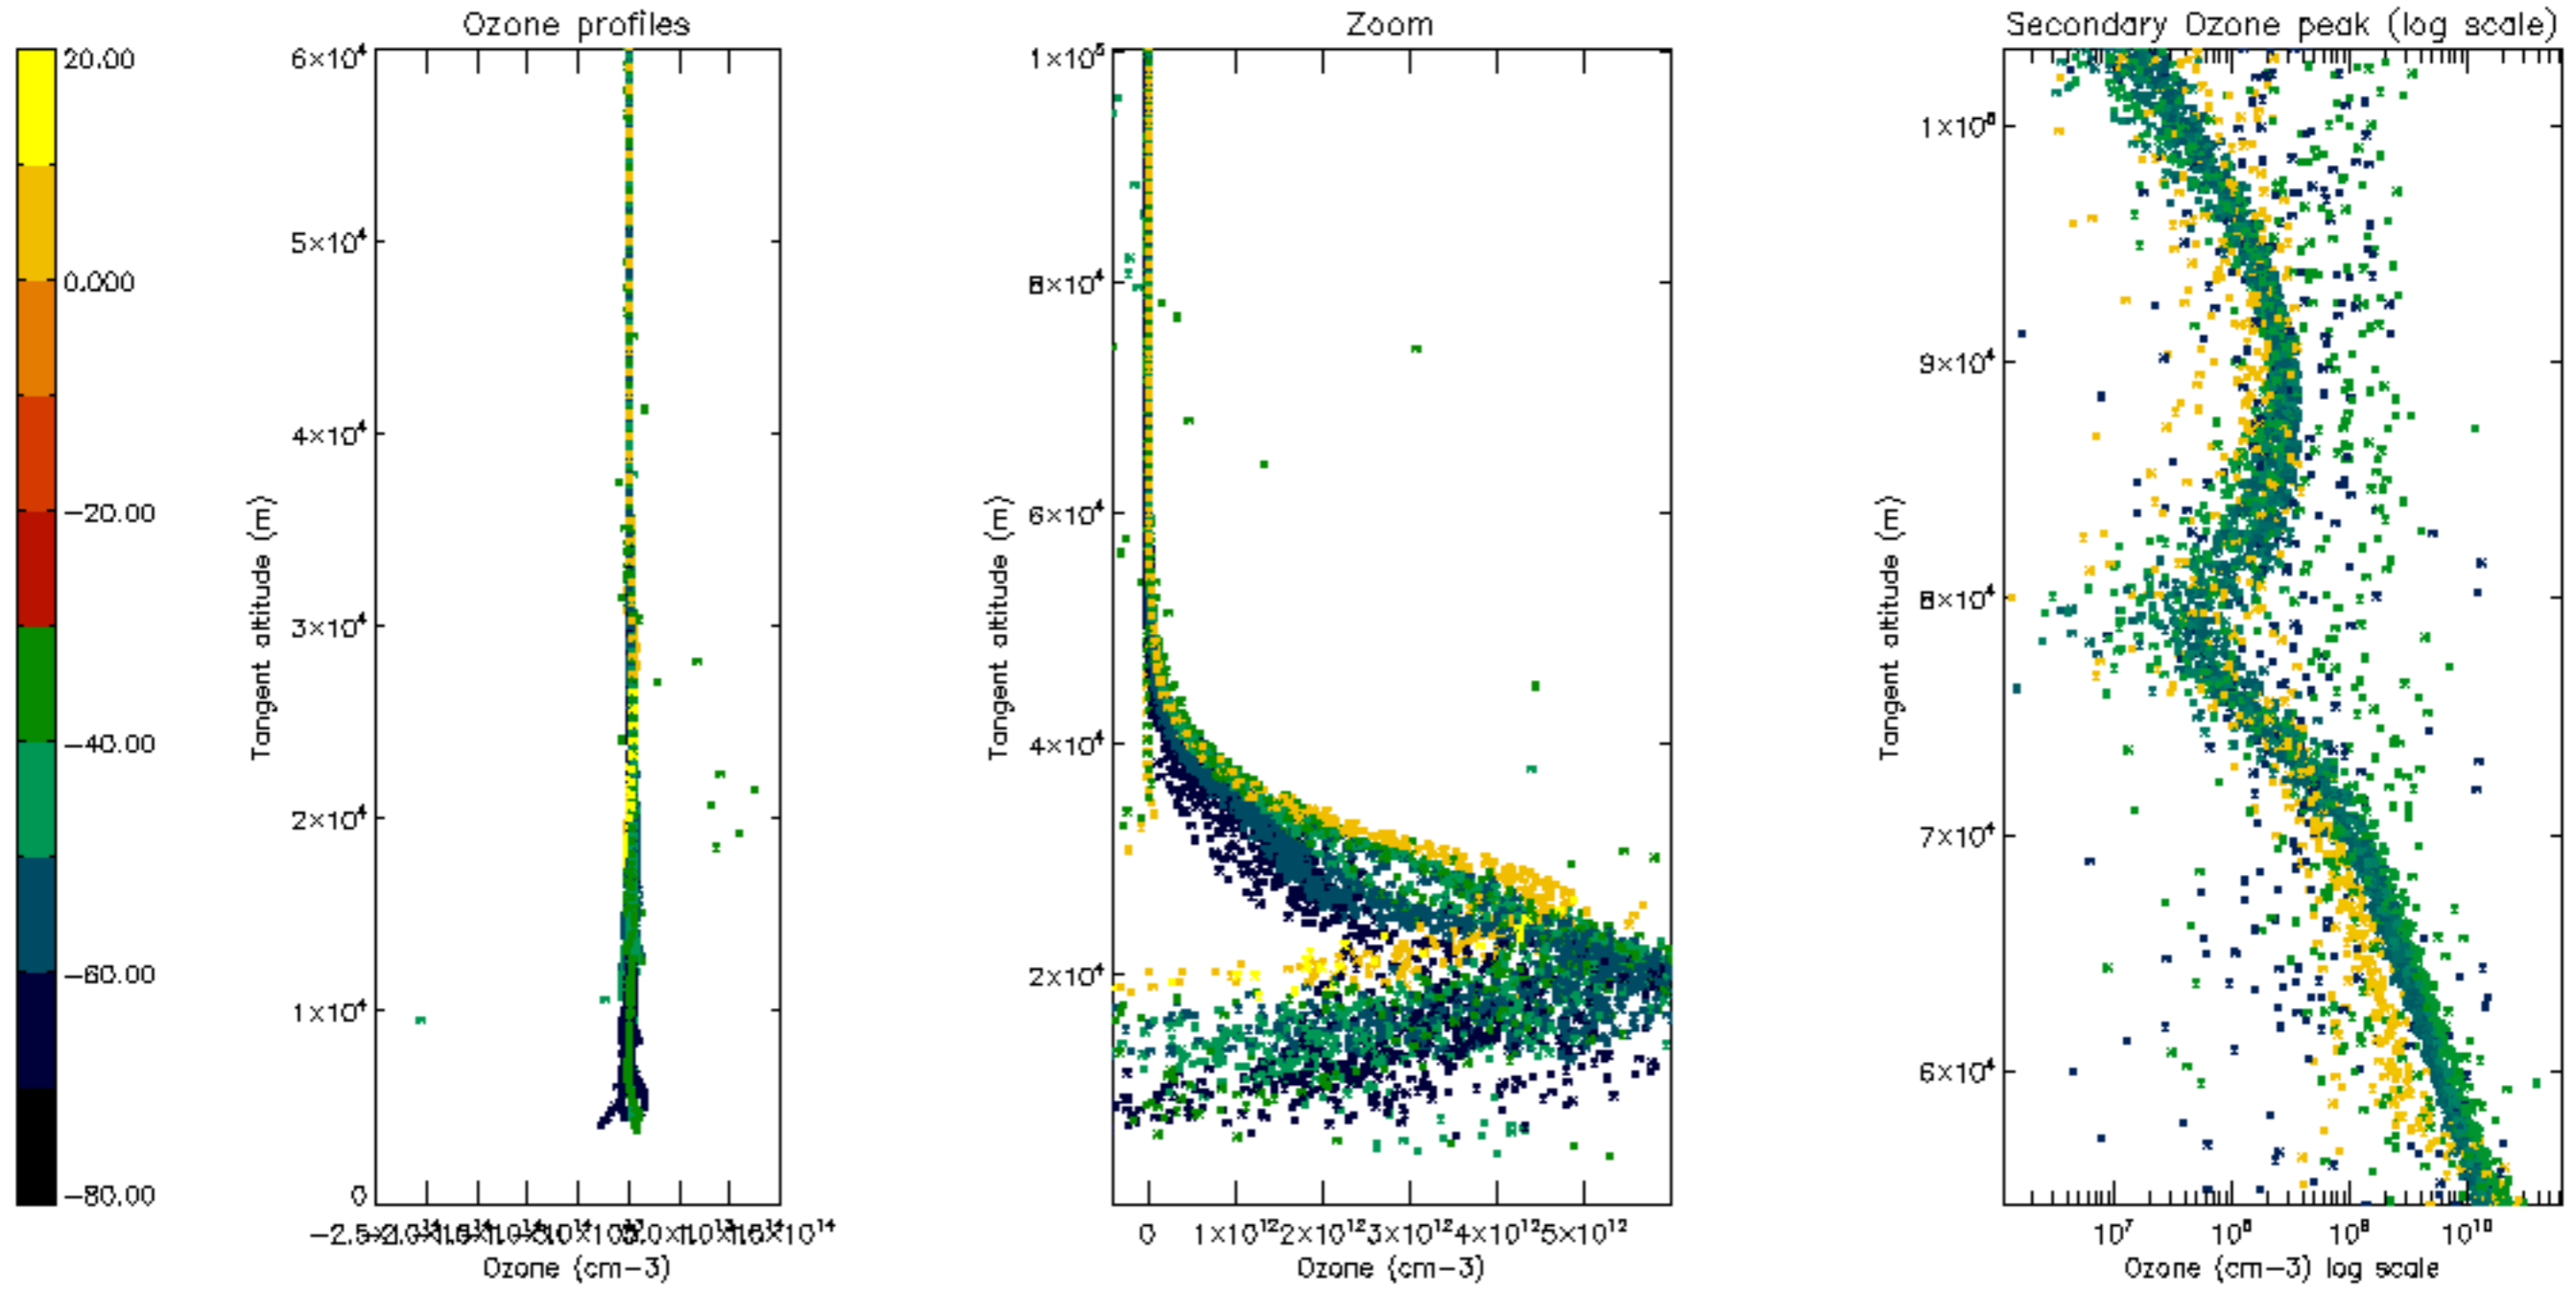 Ozone profiles
Zoom
Secondary Ozone peak (log scale)
20.00
0.000
−20.00
−40.00
−60.00
−80.00
6×10⁴
5×10⁴
4×10⁴
3×10⁴
2×10⁴
1×10⁴
0
Tangent altitude (m)
Ozone (cm−3)
1×10⁵
8×10⁴
6×10⁴
4×10⁴
2×10⁴
Tangent altitude (m)
0 1×10¹² 2×10¹² 3×10¹² 4×10¹² 5×10¹²
Ozone (cm−3)
1×10⁵
9×10⁴
8×10⁴
7×10⁴
6×10⁴
Tangent altitude (m)
10⁷ 10⁸ 10⁹ 10¹⁰
Ozone (cm−3) log scale